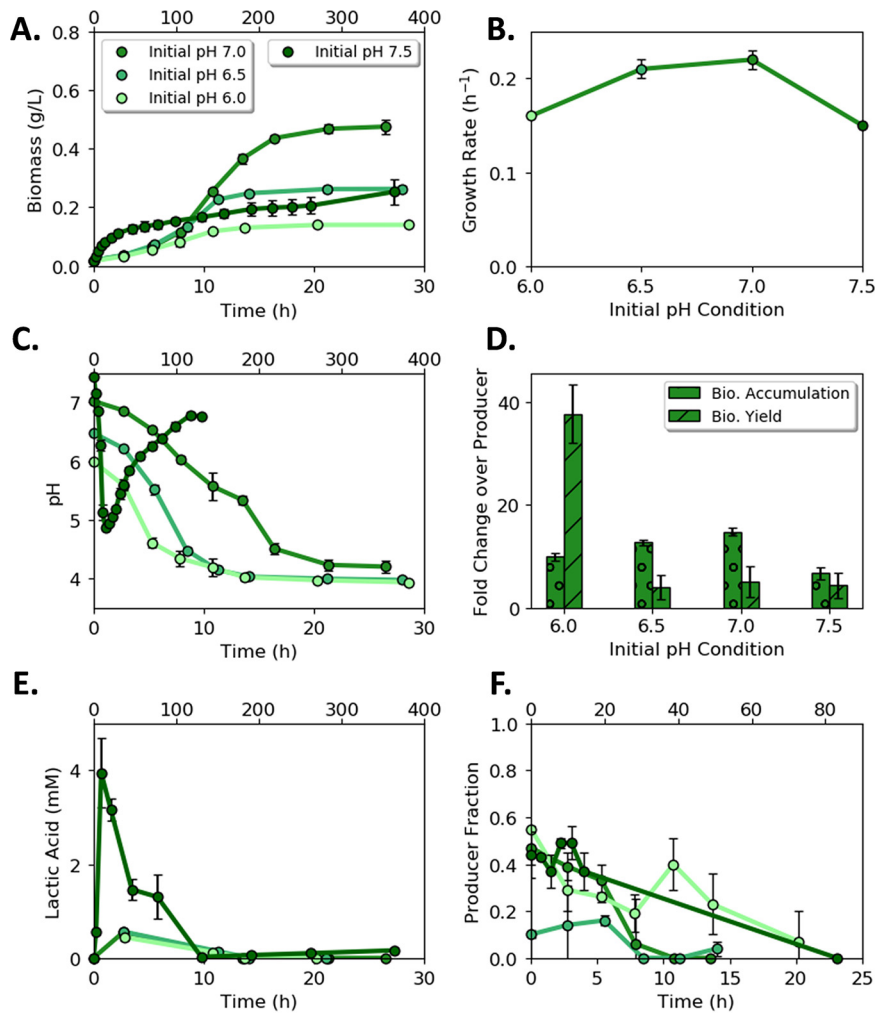 A.
0 100 200 300 400
0.8
0.6
0.4
0.2
0.0
Biomass (g/L)
Initial pH 7.0
Initial pH 6.5
Initial pH 6.0
Initial pH 7.5
0 10 20 30
Time (h)
B.
0.2
0.1
0.0
Growth Rate (h⁻¹)
6.0 6.5 7.0 7.5
Initial pH Condition
C.
0 100 200 300 400
7
6
5
4
pH
0 10 20 30
Time (h)
D.
40
20
0
Fold Change over Producer
Bio. Accumulation
Bio. Yield
6.0 6.5 7.0 7.5
Initial pH Condition
E.
0 100 200 300 400
4
2
0
Lactic Acid (mM)
0 10 20 30
Time (h)
F.
0 20 40 60 80
1.0
0.8
0.6
0.4
0.2
0.0
Producer Fraction
0 5 10 15 20 25
Time (h)